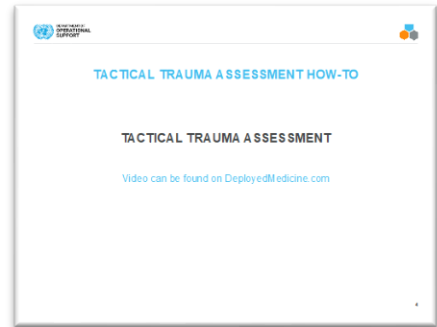 DEPARTMENT OF
OPERATIONAL
SUPPORT
TACTICAL TRAUMA ASSESSMENT HOW-TO
TACTICAL TRAUMA ASSESSMENT
Video can be found on DeployedMedicine.com